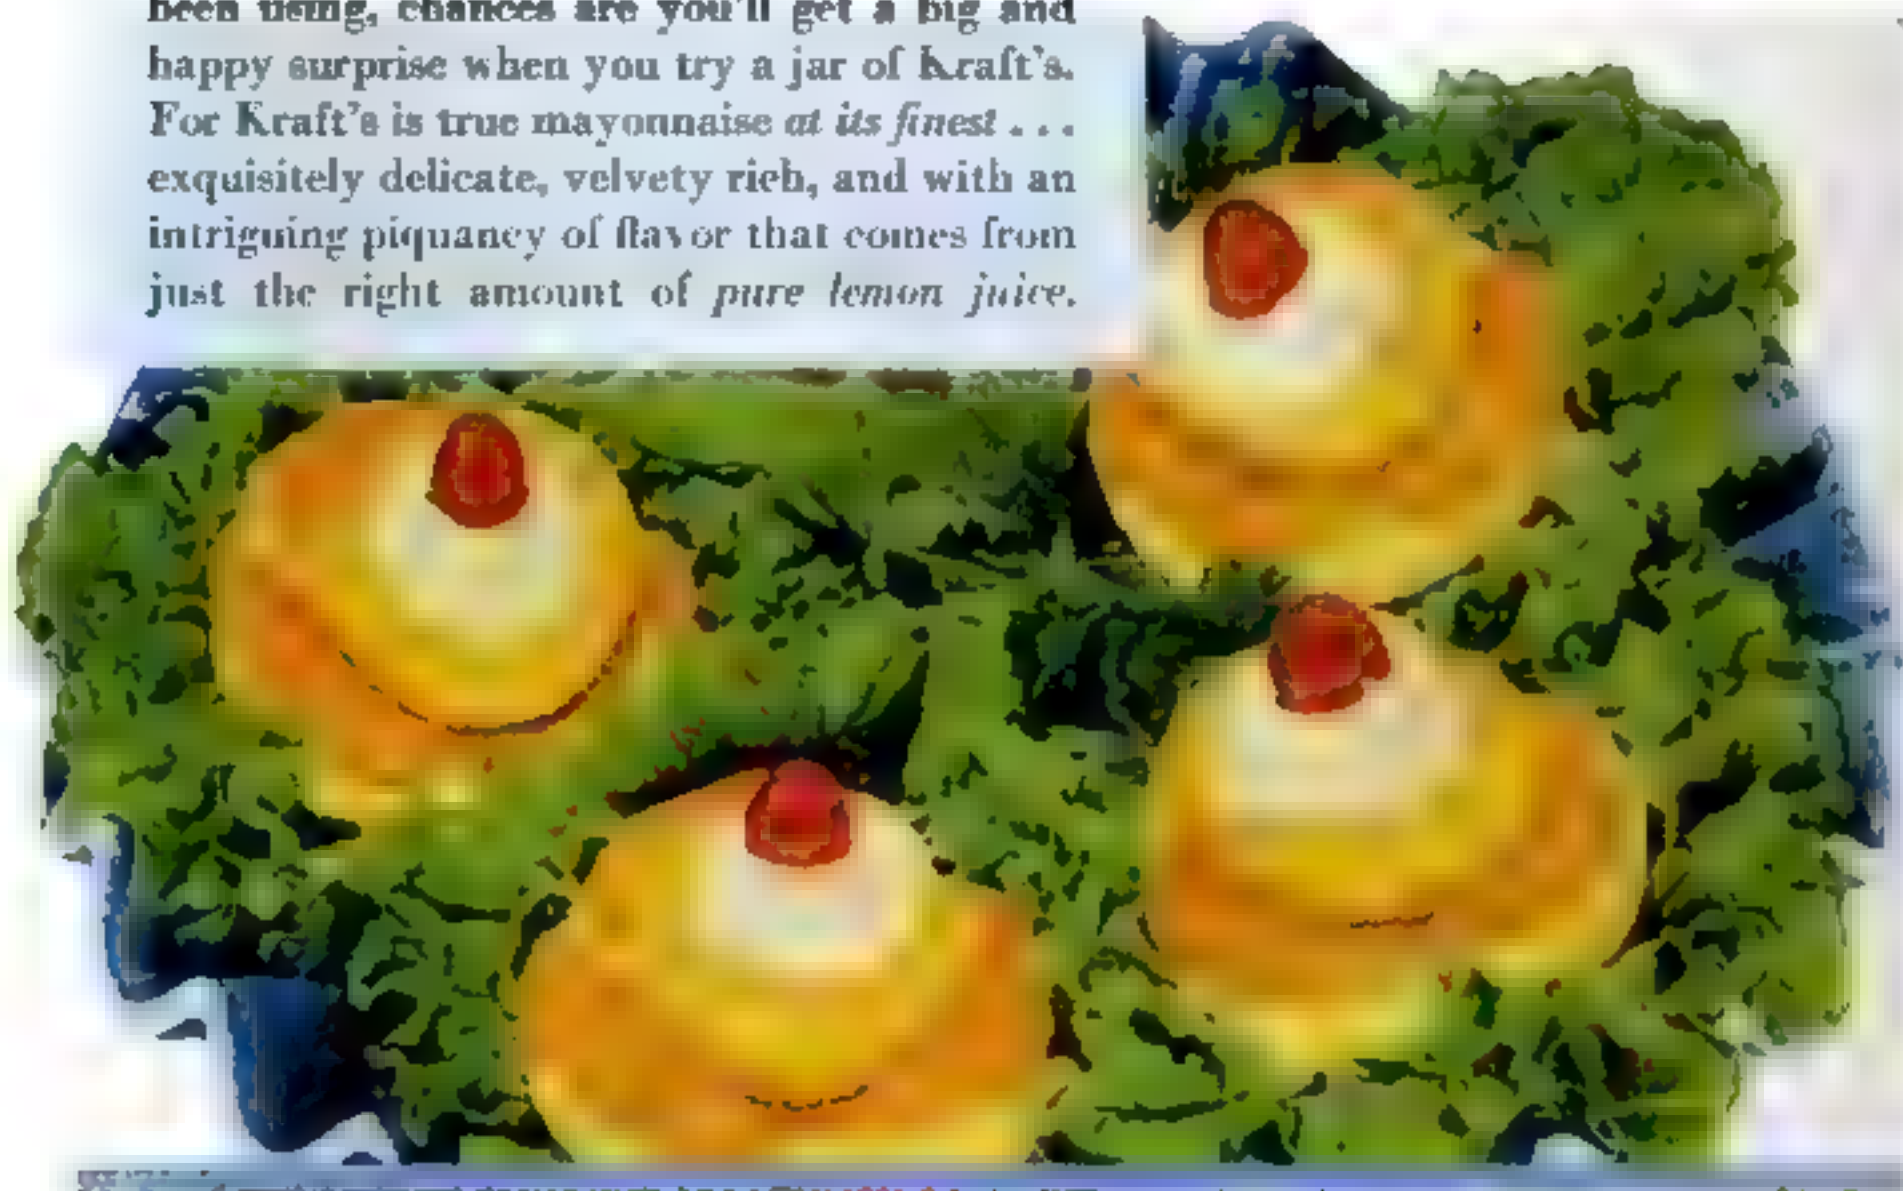 been using, chances are you'll get a big and
happy surprise when you try a jar of Kraft's.
For Kraft's is true mayonnaise at its finest . . .
exquisitely delicate, velvety rich, and with an
intriguing piquancy of flavor that comes from
just the right amount of pure lemon juice.